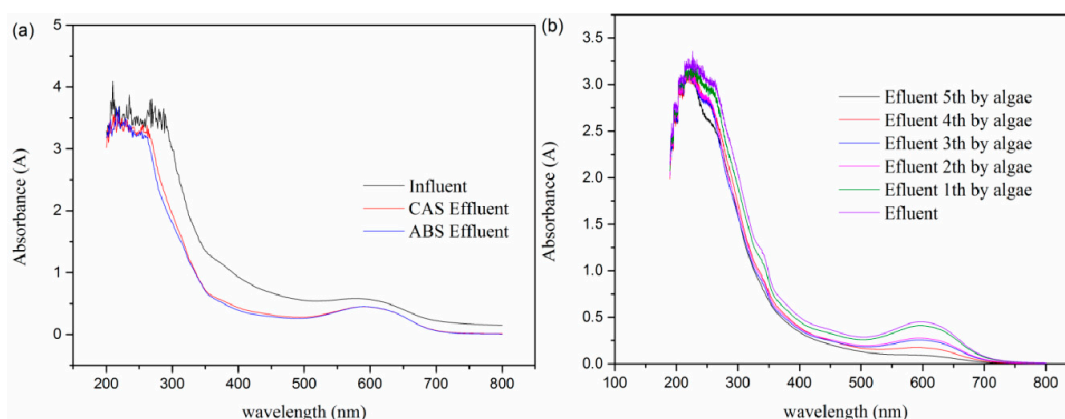 (a)
5
4
3
2
1
0
Absorbance (A)
Influent
CAS Effluent
ABS Effluent
200 300 400 500 600 700 800
wavelength (nm)
(b)
3.5
3.0
2.5
2.0
1.5
1.0
0.5
0.0
Absorbance (A)
Efluent 5th by algae
Efluent 4th by algae
Efluent 3th by algae
Efluent 2th by algae
Efluent 1th by algae
Efluent
100 200 300 400 500 600 700 800
wavelength (nm)